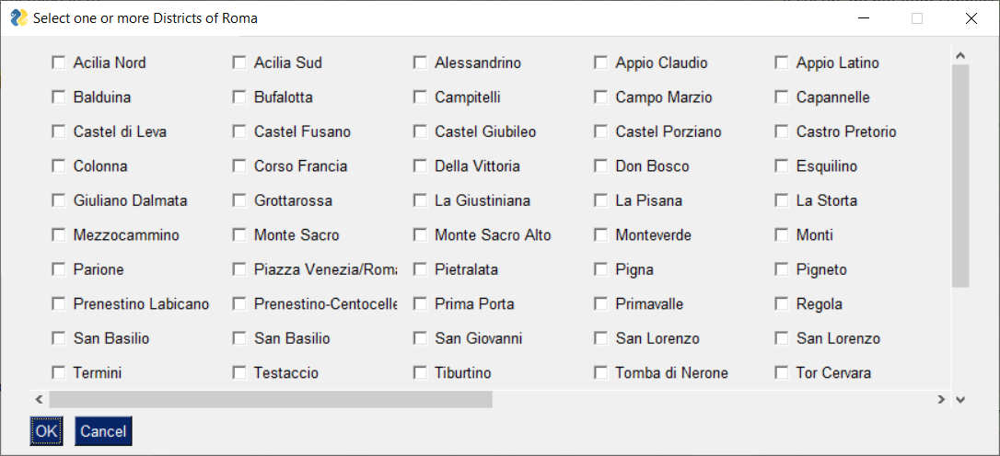 Select one or more Districts of Roma
Acilia Nord Acilia Sud Alessandrino Appio Claudio Appio Latino
Balduina Bufalotta Campitelli Campo Marzio Capannelle
Castel di Leva Castel Fusano Castel Giubileo Castel Porziano Castro Pretorio
Colonna Corso Francia Della Vittoria Don Bosco Esquilino
Giuliano Dalmata Grottarossa La Giustiniana La Pisana La Storta
Mezzocammino Monte Sacro Monte Sacro Alto Monteverde Monti
Parione Piazza Venezia/Roma Pietralata Pigna Pigneto
Prenestino Labicano Prenestino-Centocelle Prima Porta Primavalle Regola
San Basilio San Basilio San Giovanni San Lorenzo San Lorenzo
Termini Testaccio Tiburtino Tomba di Nerone Tor Cervara
OK Cancel